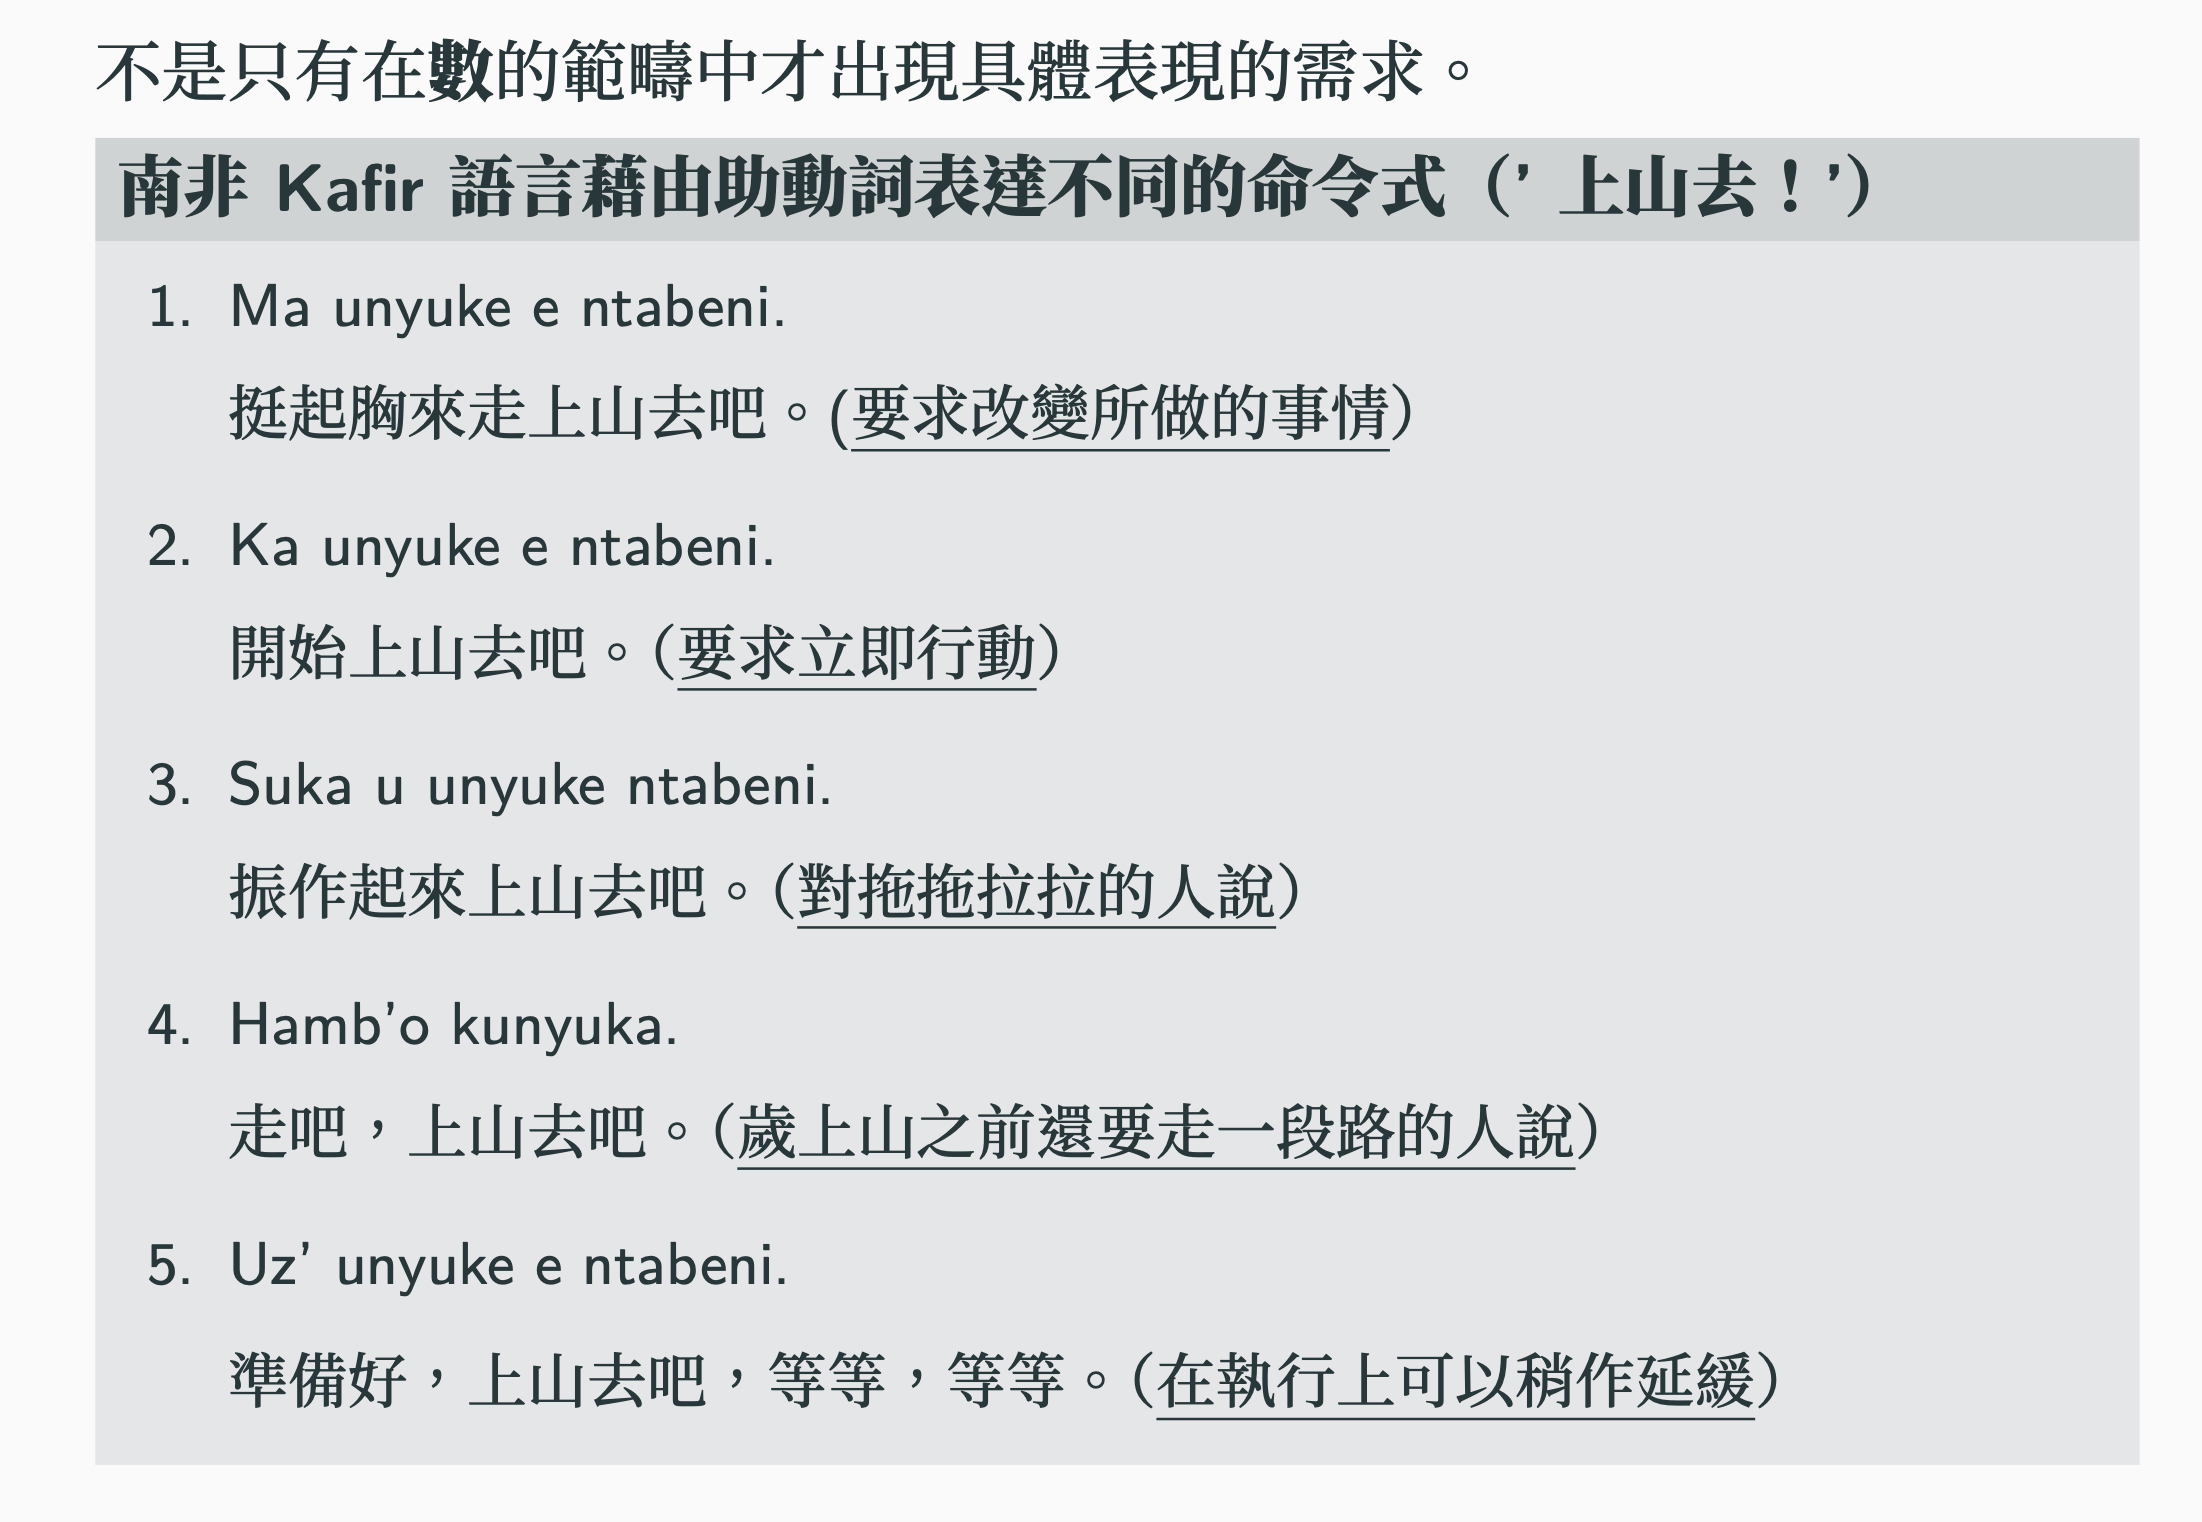 不是只有在數的範疇中才出現具體表現的需求。
南非 Kafir 語言藉由助動詞表達不同的命令式（’ 上山去！’）
1. Ma unyuke e ntabeni.
挺起胸來走上山去吧。(要求改變所做的事情）
2. Ka unyuke e ntabeni.
開始上山去吧。（要求立即行動）
3. Suka u unyuke ntabeni.
振作起來上山去吧。（對拖拖拉拉的人說）
4. Hamb’o kunyuka.
走吧，上山去吧。（歲上山之前還要走一段路的人說）
5. Uz’ unyuke e ntabeni.
準備好，上山去吧，等等，等等。（在執行上可以稍作延緩）